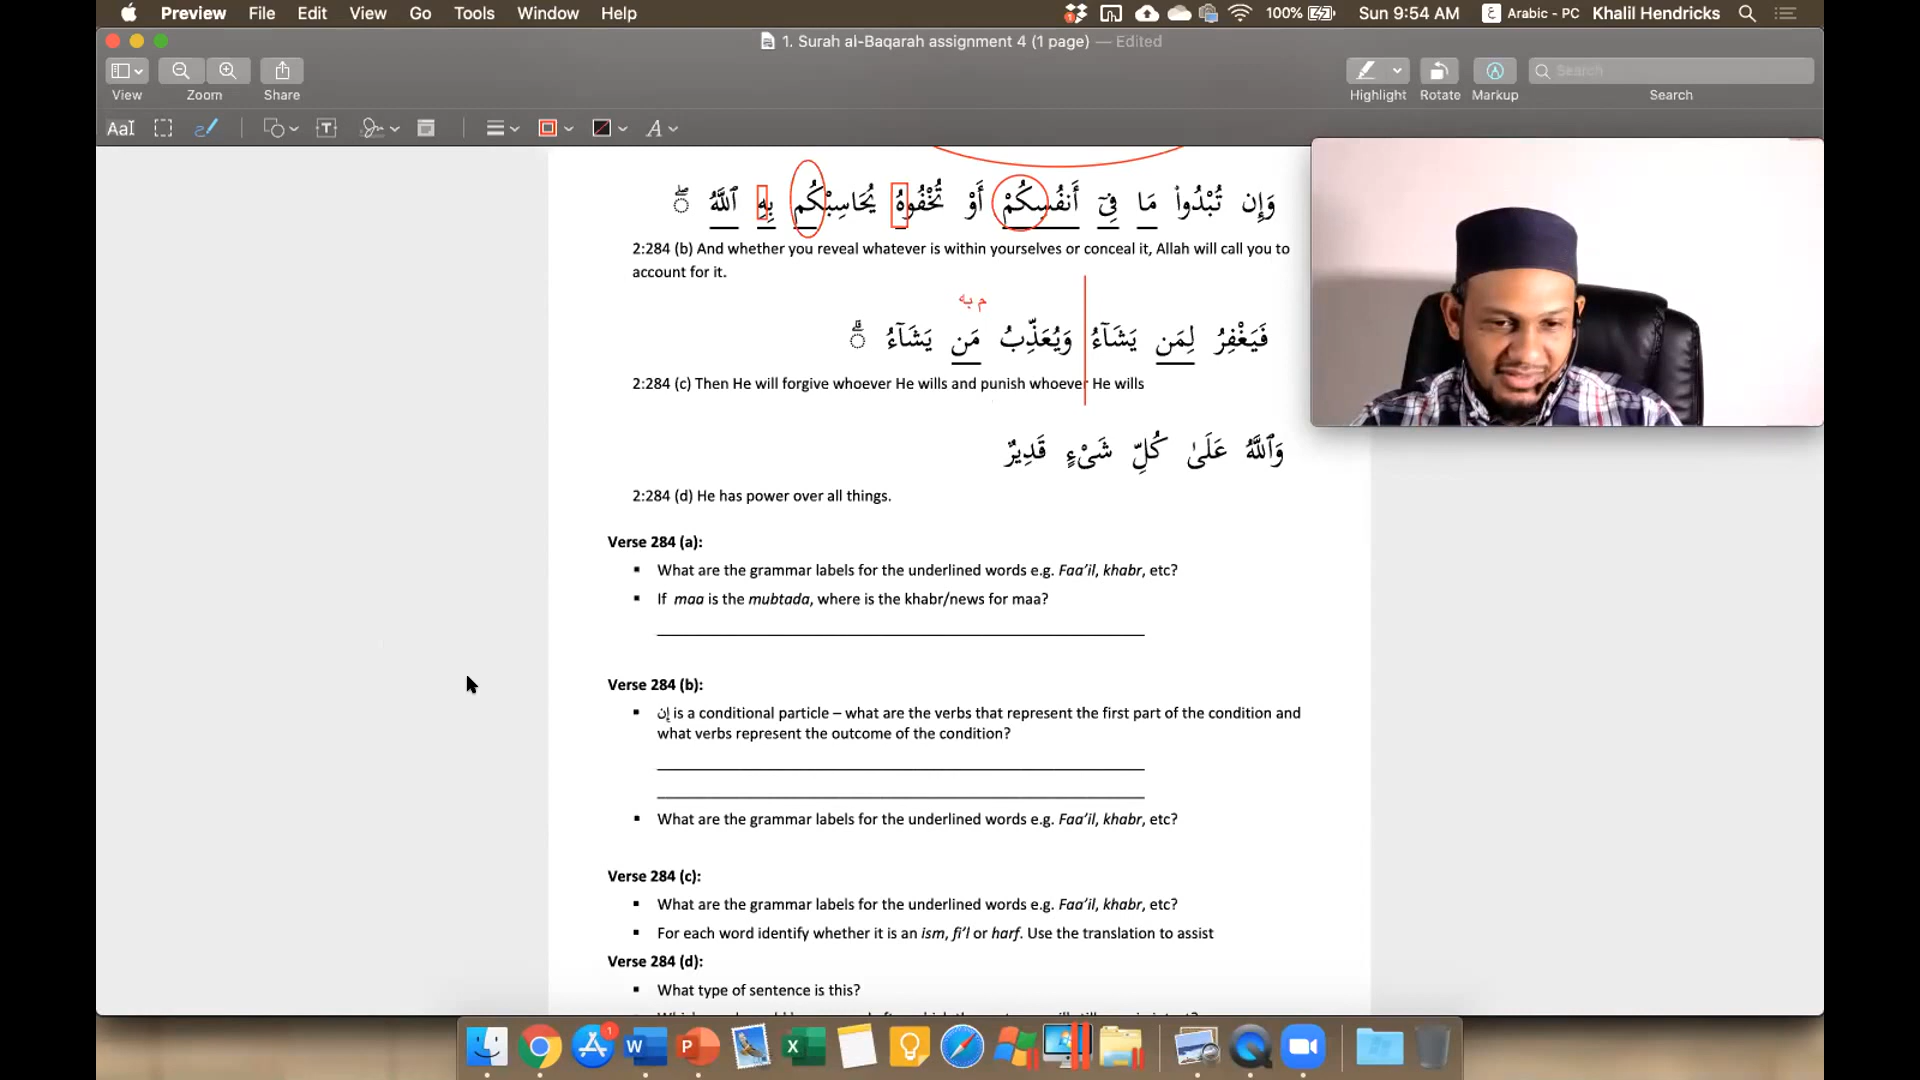 Preview File Edit View Go Tools Window Help 100% Sun 9:54 AM ع Arabic - PC Khalil Hendricks
1. Surah al-Baqarah assignment 4 (1 page) — Edited
Search
View Zoom Share Highlight Rotate Markup Search
AaI T A
وَإِن تُبْدُوا۟ مَا فِىٓ أَنفُسِكُمْ أَوْ تُخْفُوهُ يُحَاسِبْكُم بِهِ ٱللَّهُ ۖ
2:284 (b) And whether you reveal whatever is within yourselves or conceal it, Allah will call you to
account for it.
م به
فَيَغْفِرُ لِمَن يَشَآءُ وَيُعَذِّبُ مَن يَشَآءُ ۗ
2:284 (c) Then He will forgive whoever He wills and punish whoever He wills
وَٱللَّهُ عَلَىٰ كُلِّ شَىْءٍ قَدِيرٌ
2:284 (d) He has power over all things.
Verse 284 (a):
▪ What are the grammar labels for the underlined words e.g. Faa’il, khabr, etc?
▪ If maa is the mubtada, where is the khabr/news for maa?
Verse 284 (b):
▪ إن is a conditional particle – what are the verbs that represent the first part of the condition and
what verbs represent the outcome of the condition?
▪ What are the grammar labels for the underlined words e.g. Faa’il, khabr, etc?
Verse 284 (c):
▪ What are the grammar labels for the underlined words e.g. Faa’il, khabr, etc?
▪ For each word identify whether it is an ism, fi’l or harf. Use the translation to assist
Verse 284 (d):
▪ What type of sentence is this?